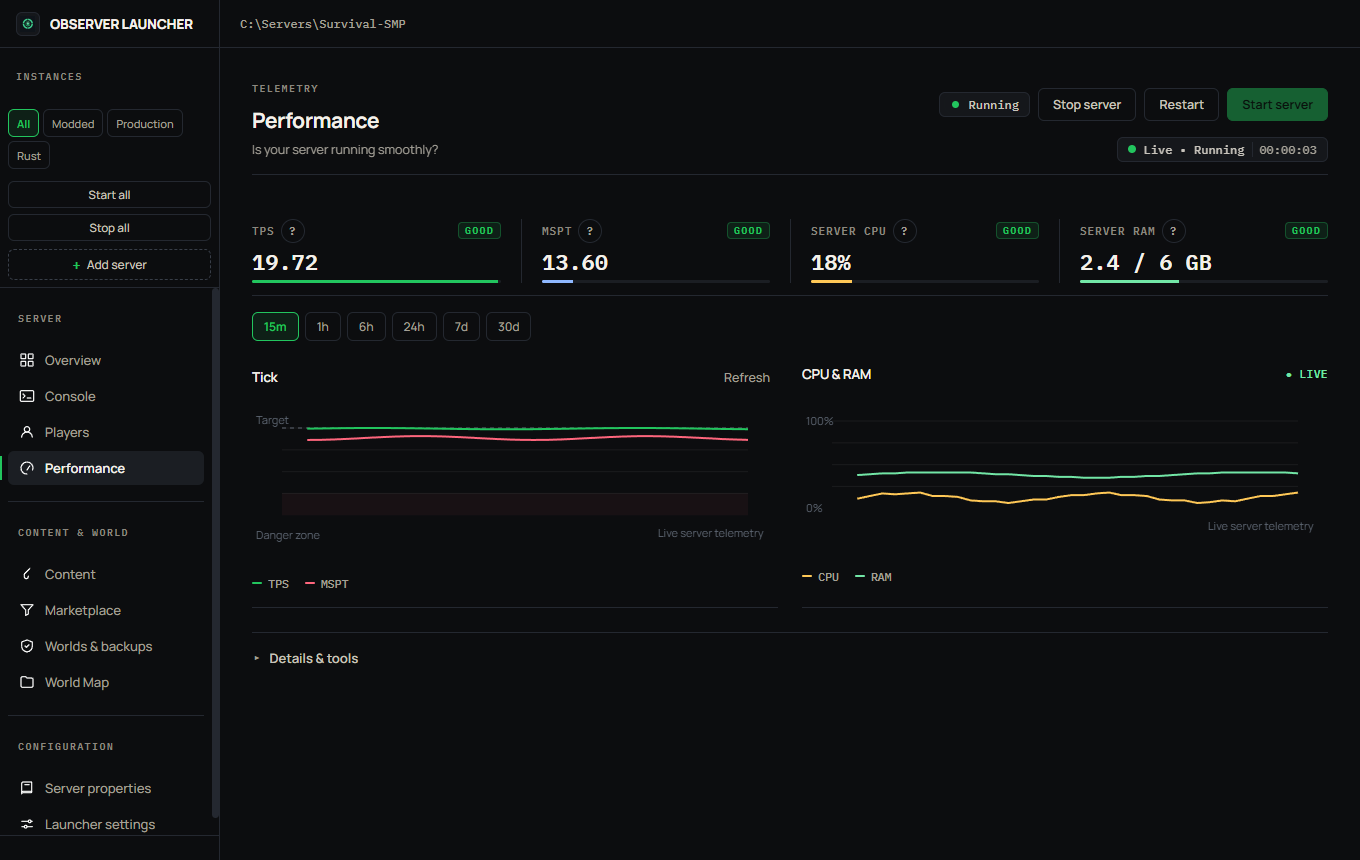 OBSERVER LAUNCHER
C:\Servers\Survival-SMP
INSTANCES
All
Modded
Production
Rust
Start all
Stop all
+ Add server
SERVER
Overview
Console
Players
Performance
CONTENT & WORLD
Content
Marketplace
Worlds & backups
World Map
CONFIGURATION
Server properties
Launcher settings
TELEMETRY
Performance
Is your server running smoothly?
Running
Stop server
Restart
Start server
Live • Running 00:00:03
TPS ? GOOD
19.72
MSPT ? GOOD
13.60
SERVER CPU ? GOOD
18%
SERVER RAM ? GOOD
2.4 / 6 GB
15m
1h
6h
24h
7d
30d
Tick
Refresh
Target
Danger zone
Live server telemetry
TPS
MSPT
CPU & RAM
• LIVE
100%
0%
Live server telemetry
CPU
RAM
Details & tools